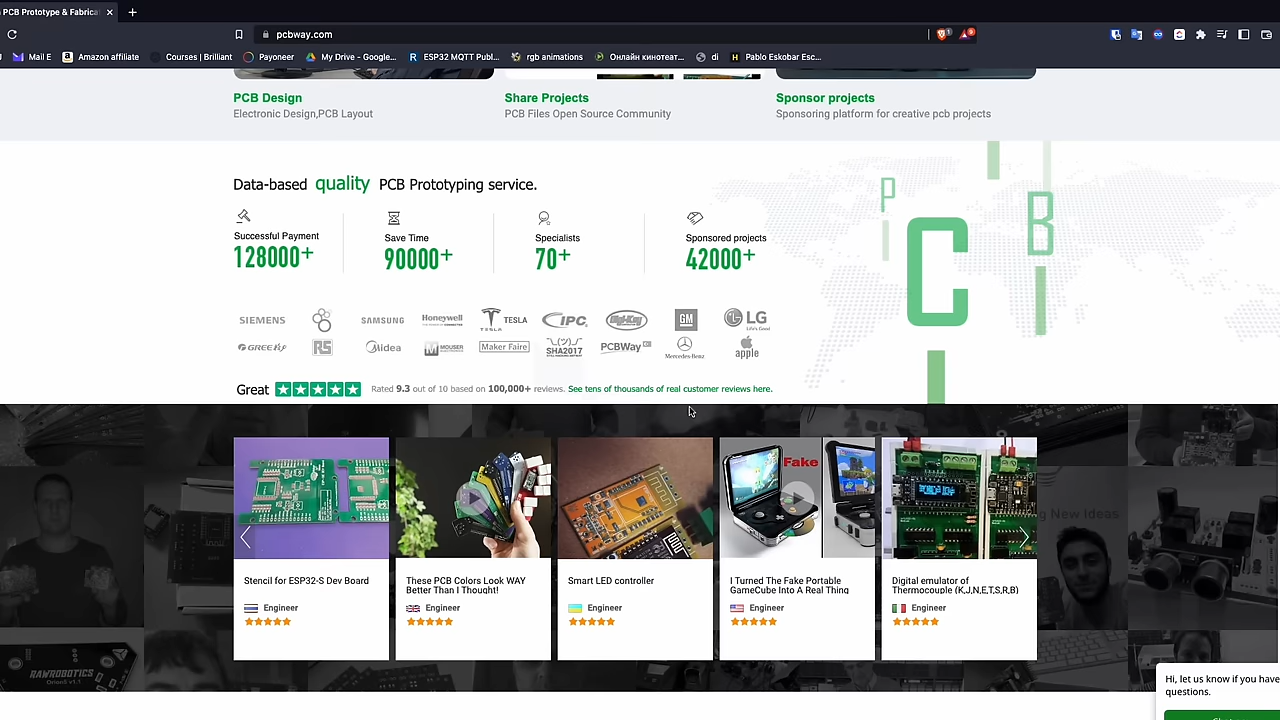 PCB Prototype & Fabrica
pcbway.com
Mail E
Amazon affiliate
Courses | Brilliant
Payoneer
My Drive - Google...
ESP32 MQTT Publ...
rgb animations
Онлайн кинотеат...
di
Pablo Escobar Esc...
PCB Design
Electronic Design,PCB Layout
Share Projects
PCB Files Open Source Community
Sponsor projects
Sponsoring platform for creative pcb projects
Data-based quality PCB Prototyping service.
P C B
Successful Payment
128000+
Save Time
90000+
Specialists
70+
Sponsored projects
42000+
SIEMENS
SAMSUNG
Honeywell
TESLA
IPC
Digi-Key
GM
LG
Life's Good
GREE
RS
Midea
MOUSER
Maker Faire
SHA2017
PCBWay
Mercedes-Benz
apple
Great
Rated 9.3 out of 10 based on 100,000+ reviews. See tens of thousands of real customer reviews here.
Fake
g New Ideas
Stencil for ESP32-S Dev Board
Engineer
These PCB Colors Look WAY
Better Than I Thought!
Engineer
Smart LED controller
Engineer
I Turned The Fake Portable
GameCube Into A Real Thing
Engineer
Digital emulator of
Thermocouple (K,J,N,E,T,S,R,B)
Engineer
RAWROBOTICS
Hi, let us know if you have
questions.